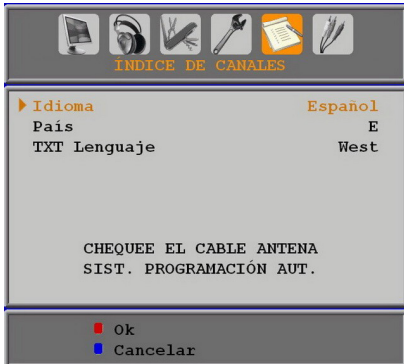 ÍNDICE DE CANALES
Idioma Español
País E
TXT Lenguaje West
CHEQUEE EL CABLE ANTENA
SIST. PROGRAMACIÓN AUT.
Ok
Cancelar